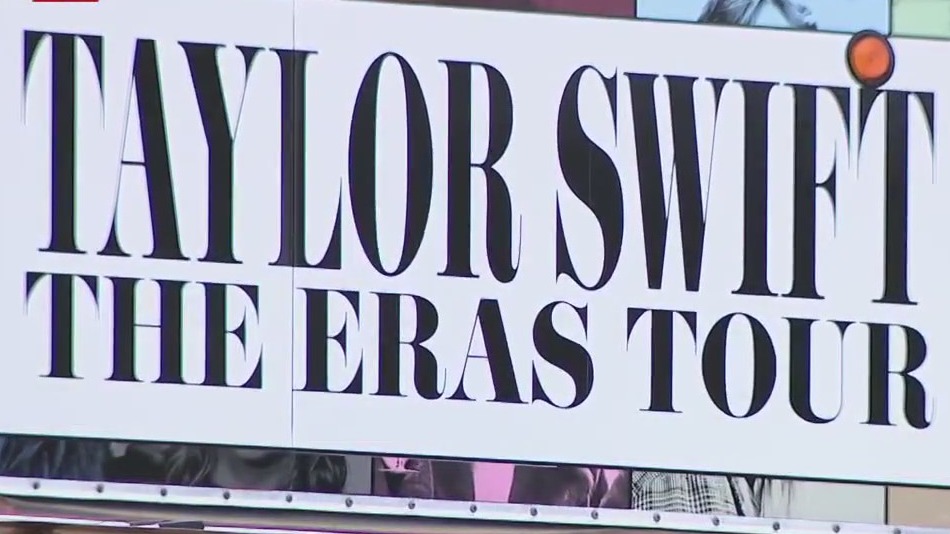 TAYLOR SWIFT
THE ERAS TOUR